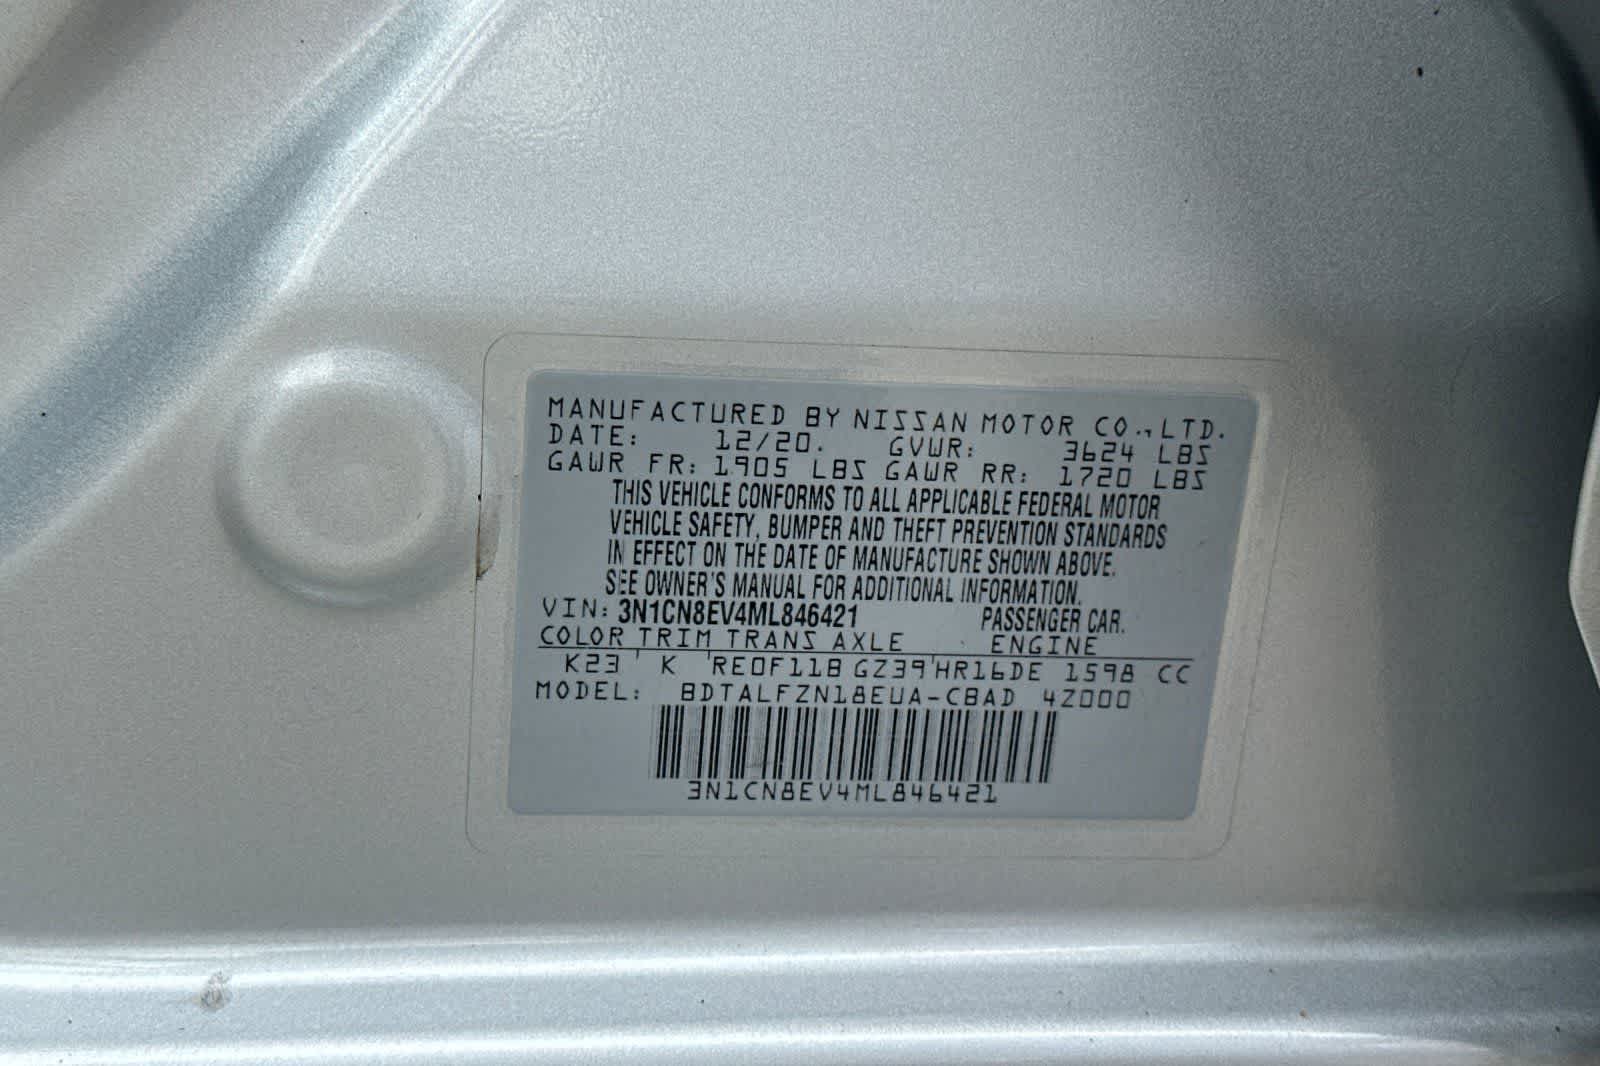 MANUFACTURED BY NISSAN MOTOR CO., LTD.
DATE: 12/20. GVWR: 3624 LBS
GAWR FR: 1905 LBS GAWR RR: 1720 LBS
THIS VEHICLE CONFORMS TO ALL APPLICABLE FEDERAL MOTOR
VEHICLE SAFETY, BUMPER AND THEFT PREVENTION STANDARDS
IN EFFECT ON THE DATE OF MANUFACTURE SHOWN ABOVE.
SEE OWNER'S MANUAL FOR ADDITIONAL INFORMATION.
VIN: 3N1CN8EV4ML846421 PASSENGER CAR.
COLOR TRIM TRANS AXLE ENGINE
K23 K RE0F11B GZ39 HR16DE 1598 CC
MODEL: BDTALFZN18EUA-CBAD 4Z000
3N1CN8EV4ML846421